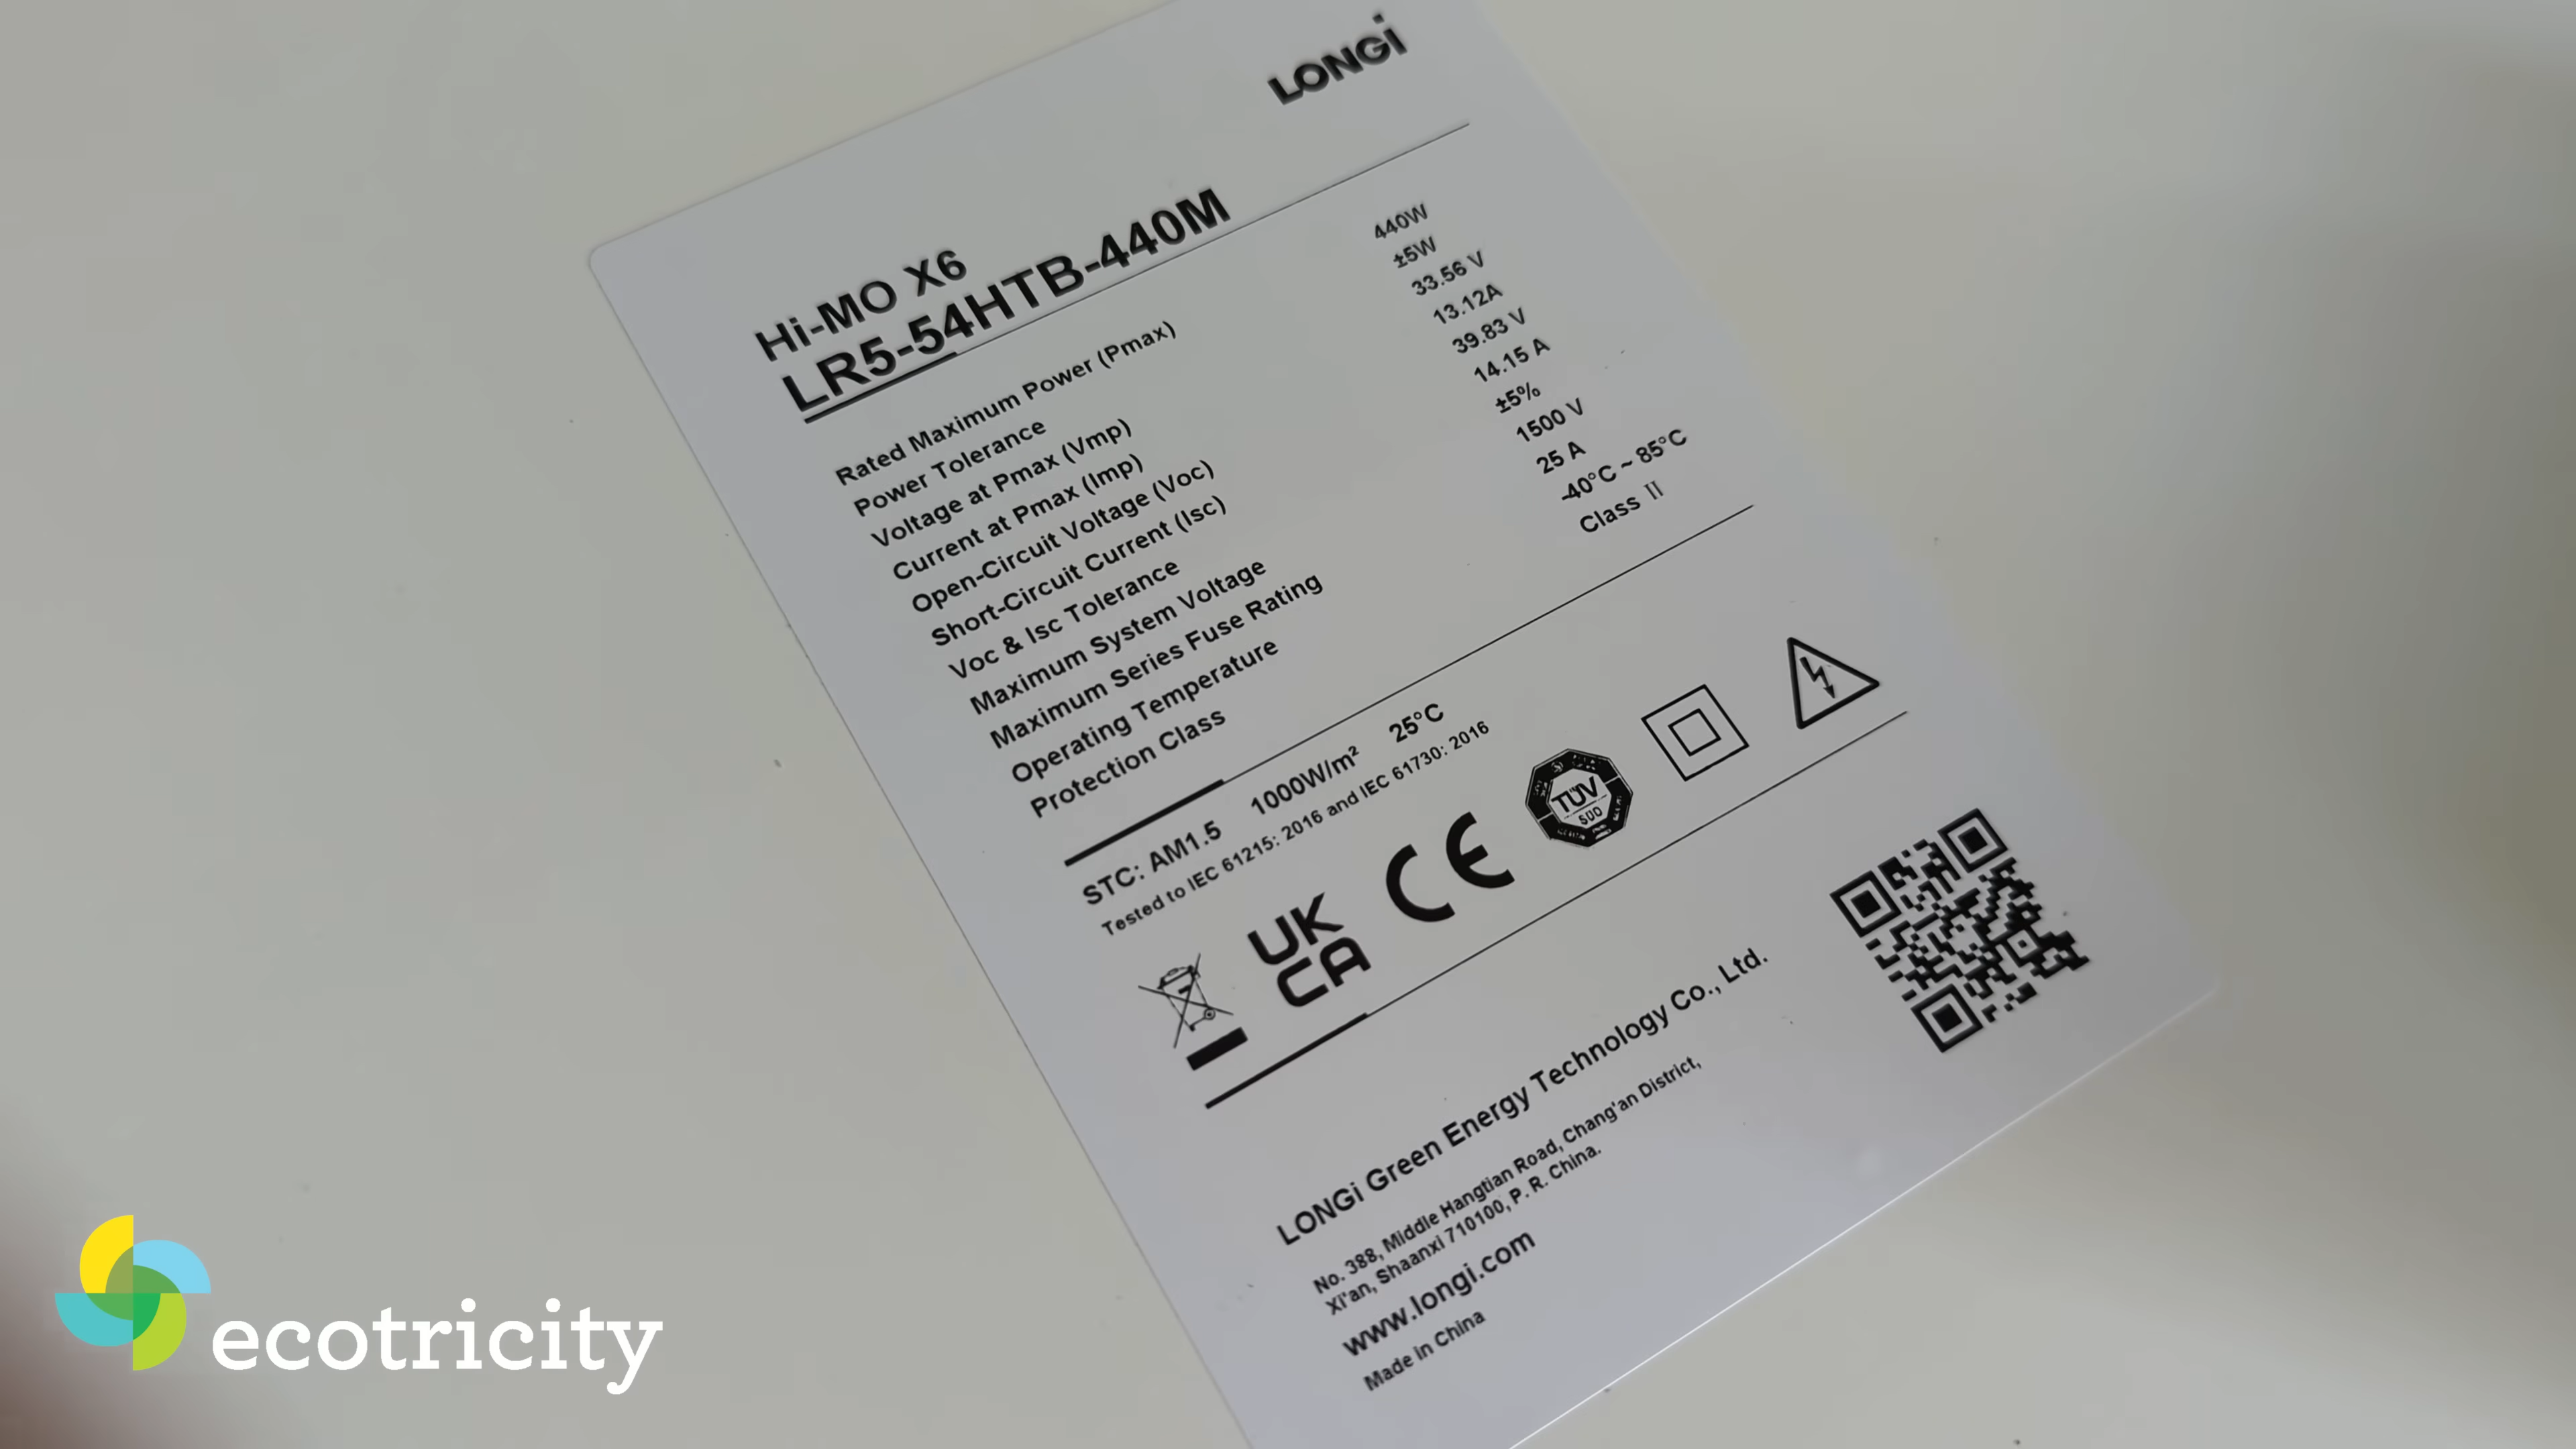 LONGi
Hi-MO X6
LR5-54HTB-440M
Rated Maximum Power (Pmax) 440W
Power Tolerance ±5W
Voltage at Pmax (Vmp) 33.56 V
Current at Pmax (Imp) 13.12A
Open-Circuit Voltage (Voc) 39.83 V
Short-Circuit Current (Isc) 14.15 A
Voc & Isc Tolerance ±5%
Maximum System Voltage 1500 V
Maximum Series Fuse Rating 25 A
Operating Temperature -40°C ~ 85°C
Protection Class Class II
STC: AM1.5 1000W/m² 25°C
Tested to IEC 61215: 2016 and IEC 61730: 2016
UK
CA
CE
TÜV
SÜD
LONGi Green Energy Technology Co., Ltd.
No. 388, Middle Hangtian Road, Chang'an District,
Xi'an, Shaanxi 710100, P. R. China.
www.longi.com
Made in China
ecotricity